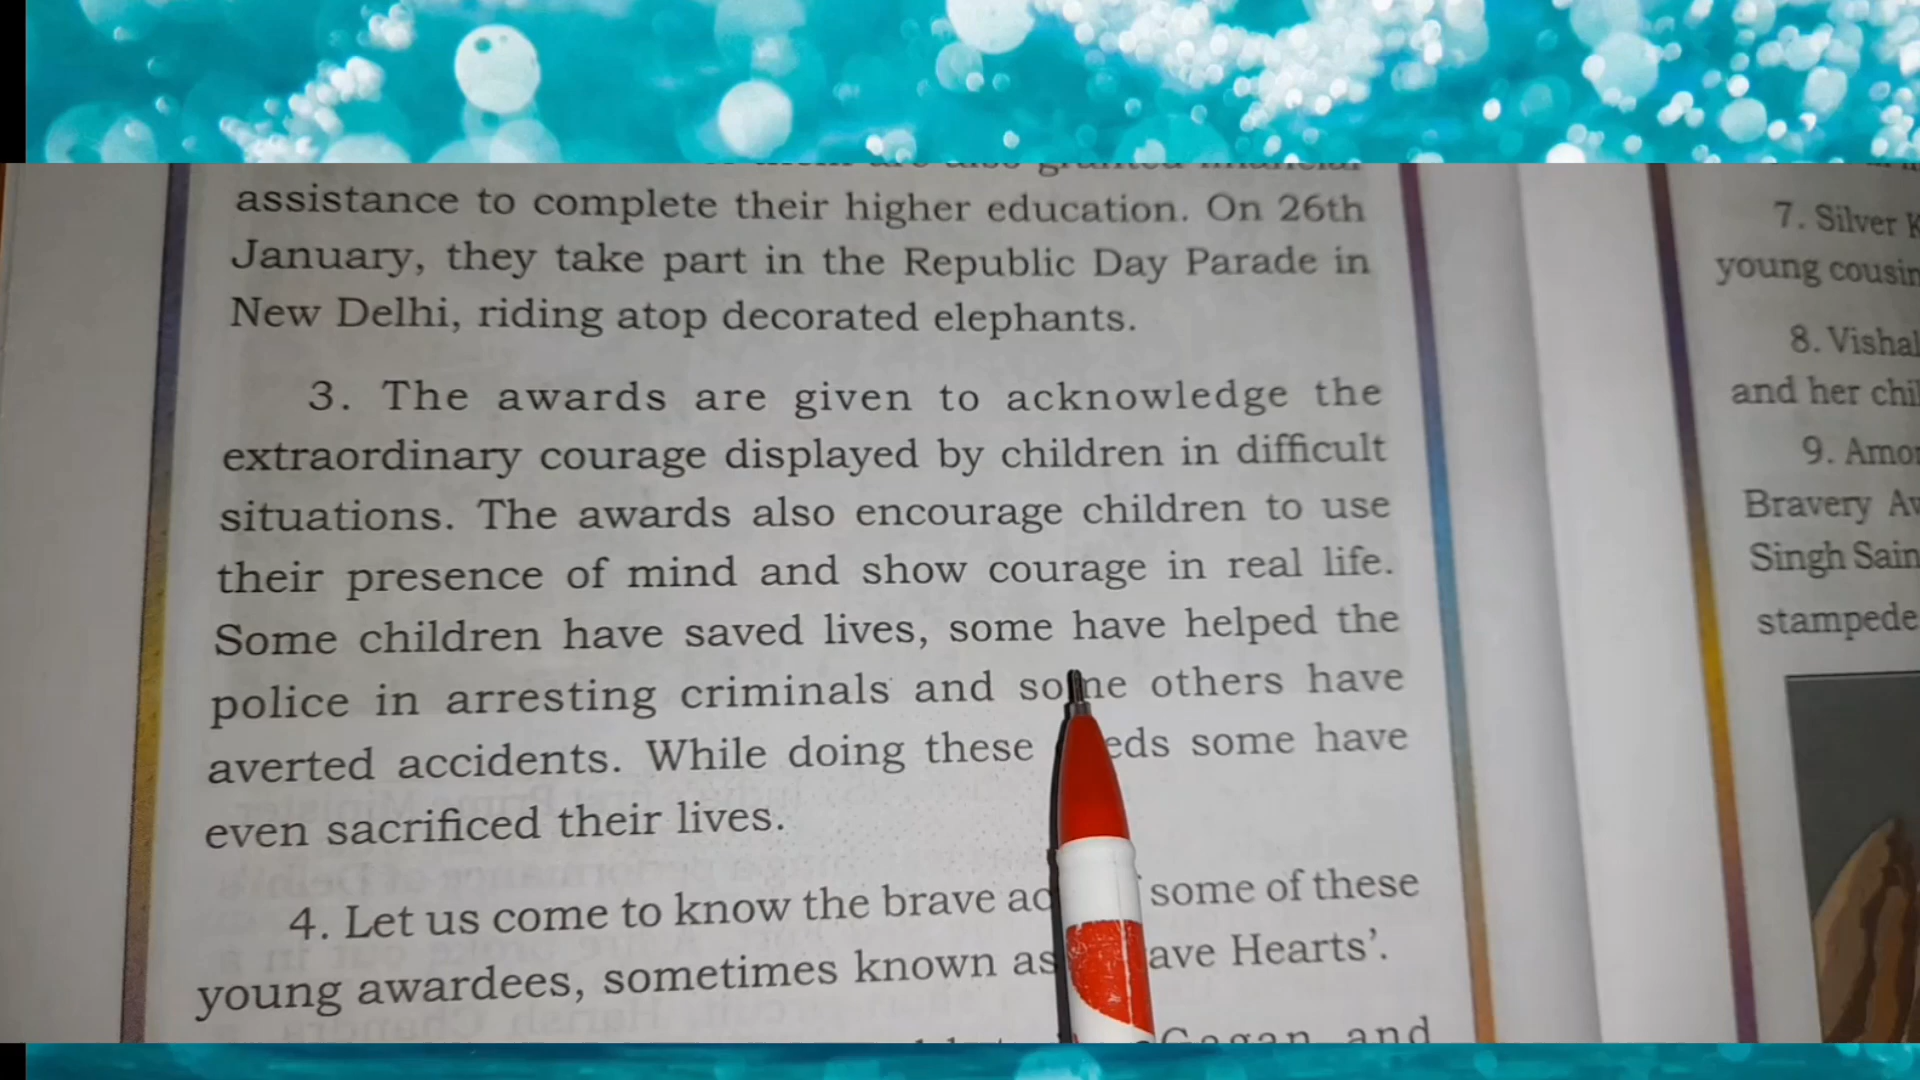 assistance to complete their higher education. On 26th
January, they take part in the Republic Day Parade in
New Delhi, riding atop decorated elephants.
3. The awards are given to acknowledge the
extraordinary courage displayed by children in difficult
situations. The awards also encourage children to use
their presence of mind and show courage in real life.
Some children have saved lives, some have helped the
police in arresting criminals and some others have
averted accidents. While doing these some have
even sacrificed their lives.
4. Let us come to know the brave some of these
young awardees, sometimes known as Hearts'.
Gagan and
7. Silver
young cousin
8. Vishal
and her
9.
Bravery
Singh
stampede